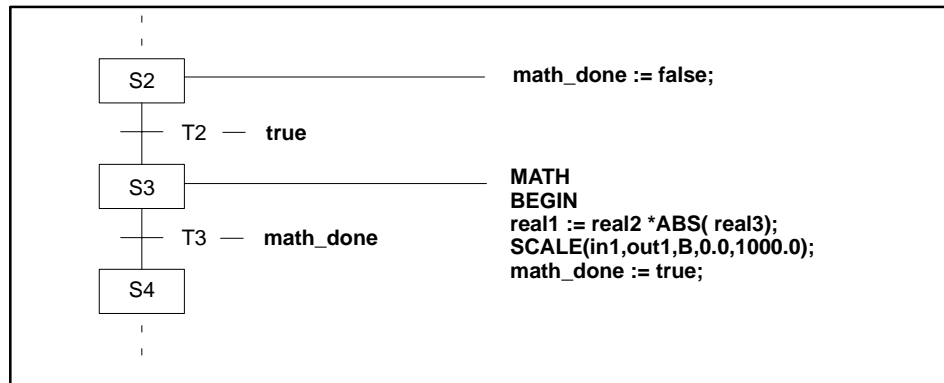 S2 math_done := false;
T2 true
S3 MATH
BEGIN
real1 := real2 *ABS( real3);
T3 math_done SCALE(in1,out1,B,0.0,1000.0);
math_done := true;
S4